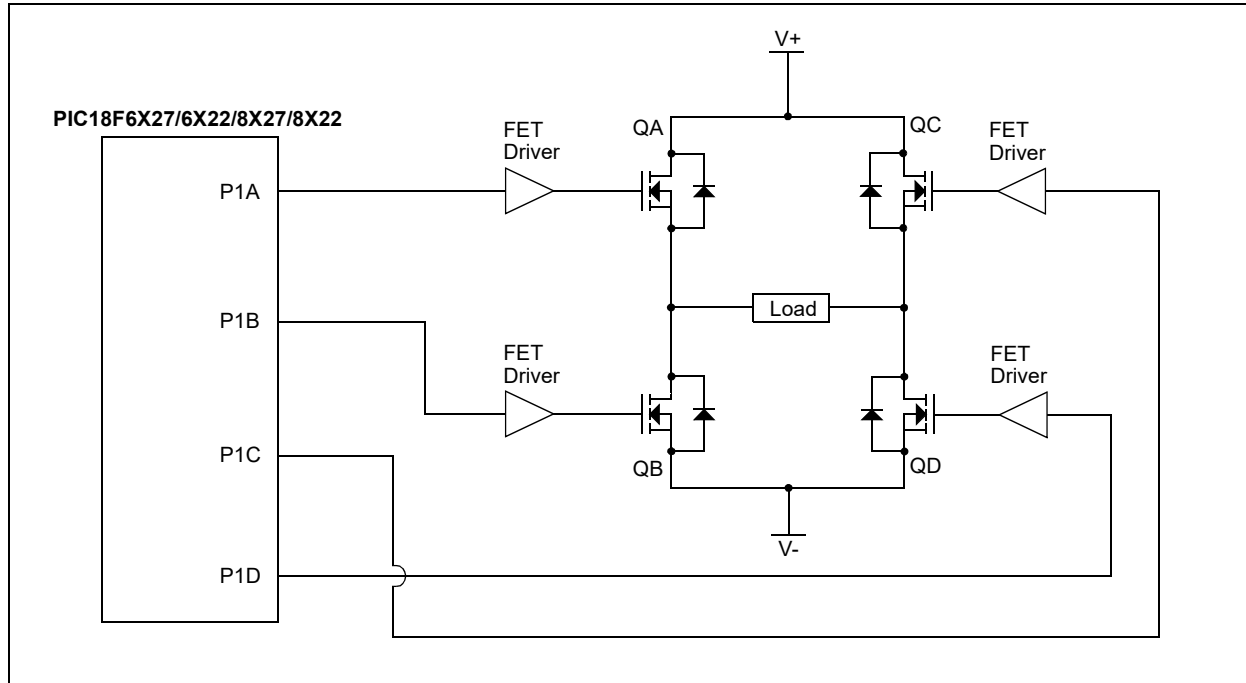 V+
PIC18F6X27/6X22/8X27/8X22
FET
Driver
QA
QC
FET
Driver
P1A
P1B
Load
FET
Driver
FET
Driver
P1C
QB
QD
V-
P1D